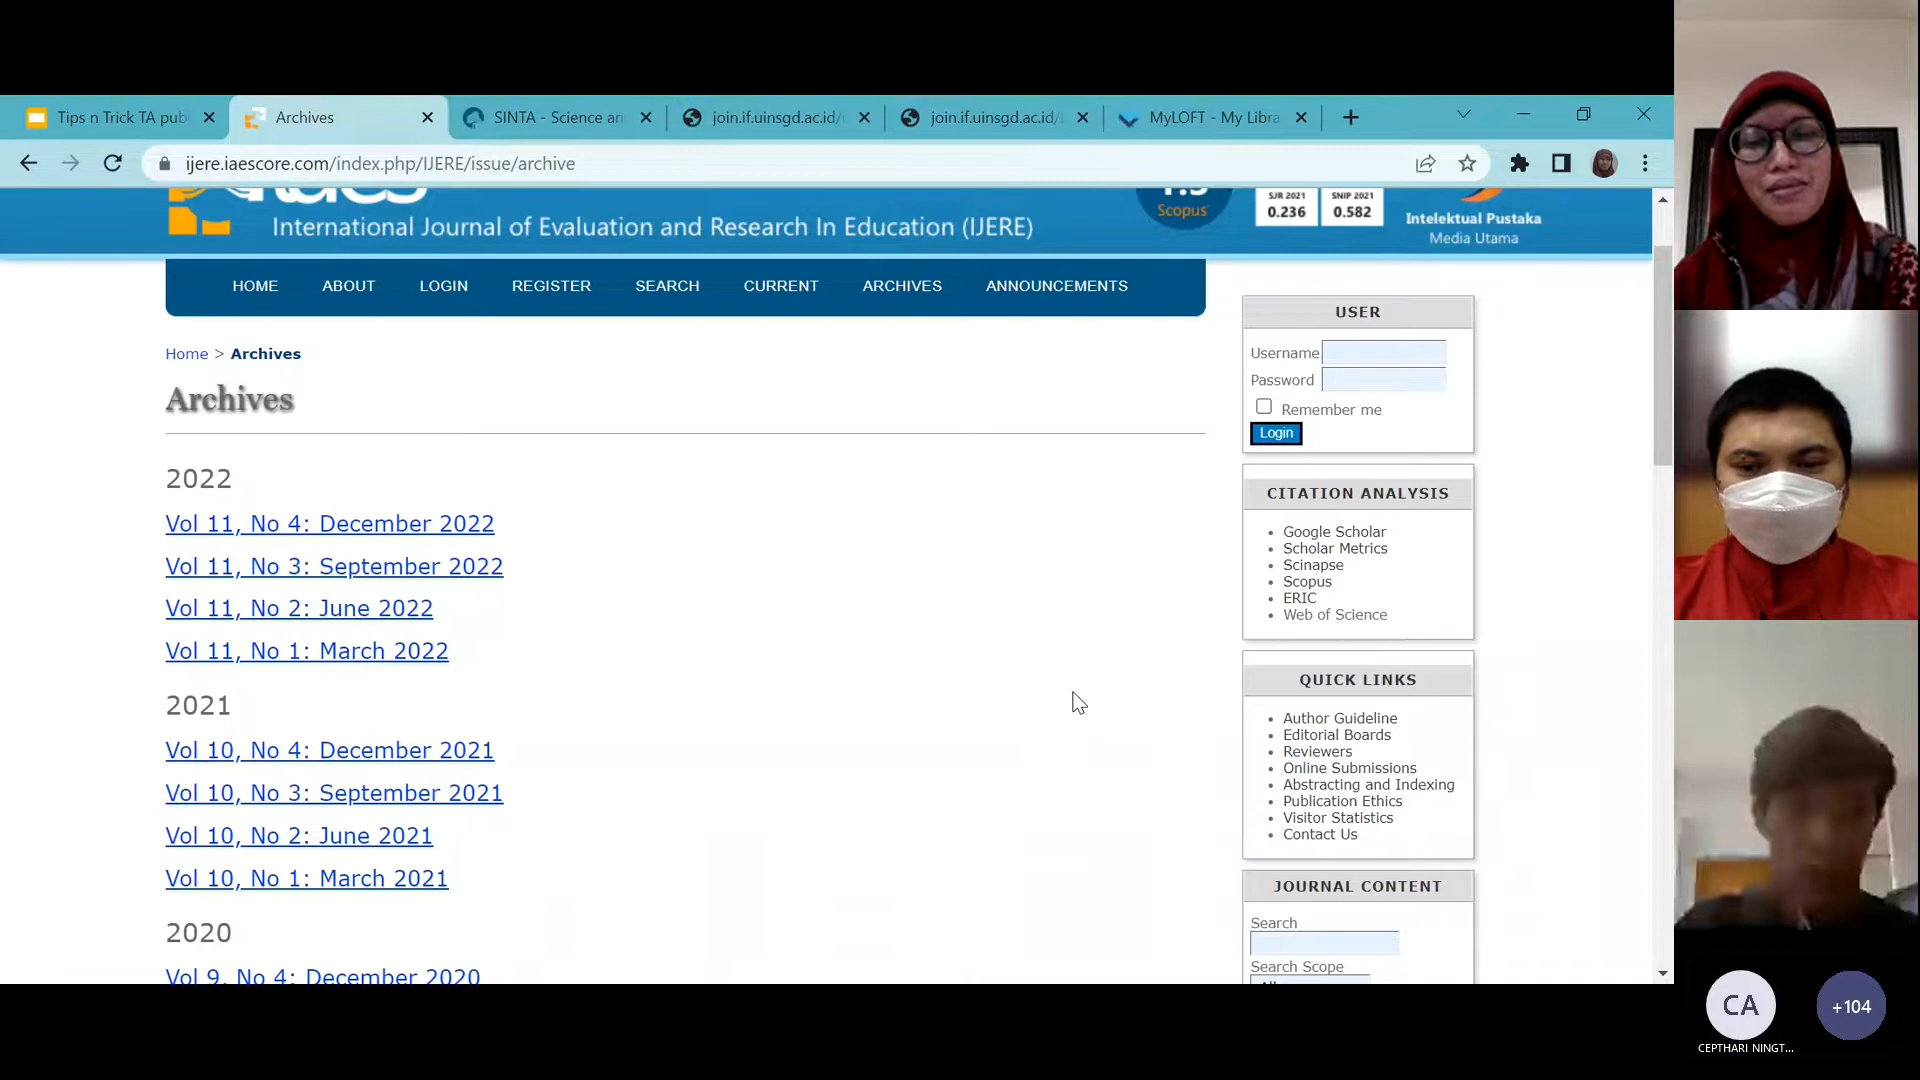 Tips n Trick TA pub
Archives
SINTA - Science an
join.if.uinsgd.ac.id/
join.if.uinsgd.ac.id/
MyLOFT - My Libra
ijere.iaescore.com/index.php/IJERE/issue/archive
International Journal of Evaluation and Research In Education (IJERE)
Scopus
SJR 2021
0.236
SNIP 2021
0.582
Intelektual Pustaka
Media Utama
HOME ABOUT LOGIN REGISTER SEARCH CURRENT ARCHIVES ANNOUNCEMENTS
Home > Archives
Archives
2022
Vol 11, No 4: December 2022
Vol 11, No 3: September 2022
Vol 11, No 2: June 2022
Vol 11, No 1: March 2022
2021
Vol 10, No 4: December 2021
Vol 10, No 3: September 2021
Vol 10, No 2: June 2021
Vol 10, No 1: March 2021
2020
Vol 9, No 4: December 2020
USER
Username
Password
Remember me
Login
CITATION ANALYSIS
Google Scholar
Scholar Metrics
Scinapse
Scopus
ERIC
Web of Science
QUICK LINKS
Author Guideline
Editorial Boards
Reviewers
Online Submissions
Abstracting and Indexing
Publication Ethics
Visitor Statistics
Contact Us
JOURNAL CONTENT
Search
Search Scope
CA
CEPTHARI NINGT...
+104